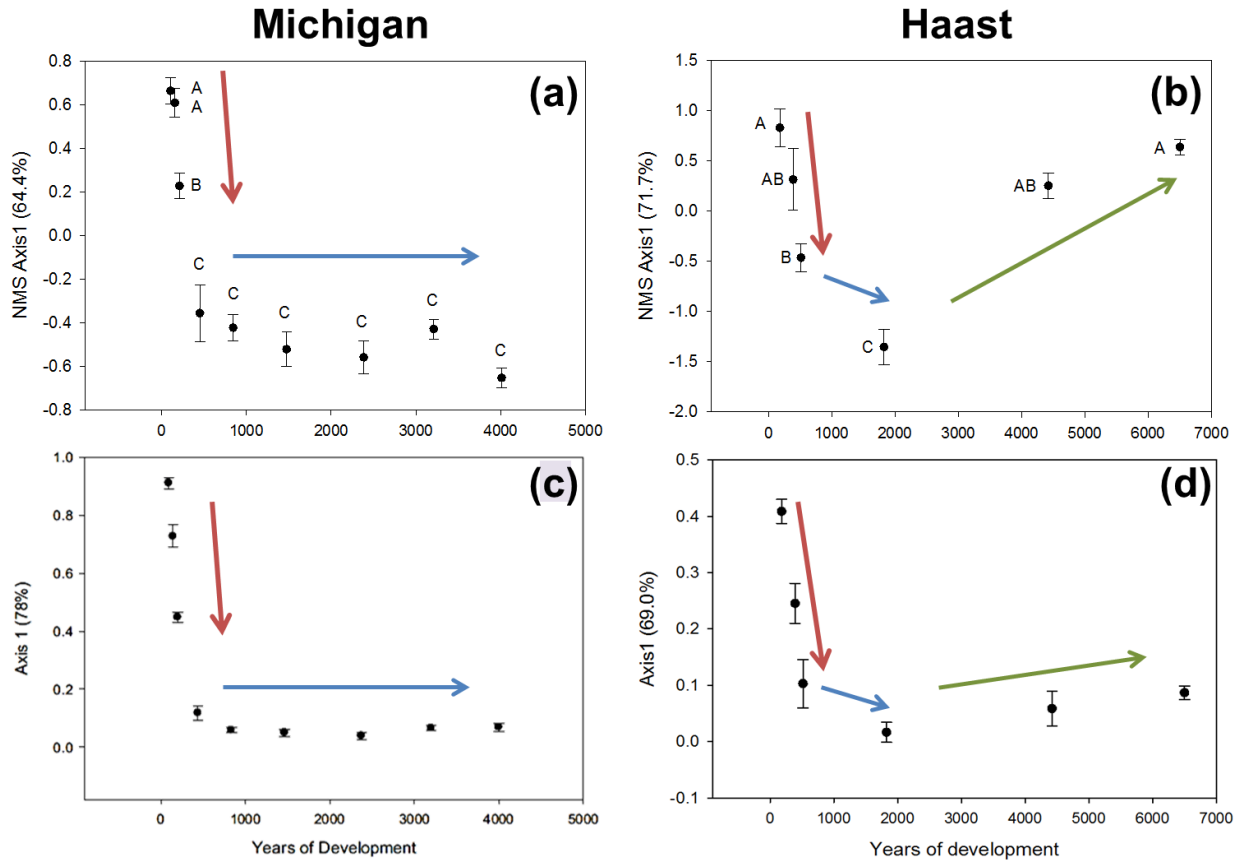 Michigan
Haast
(a)
NMS Axis1 (64.4%)
0.8
0.6
0.4
0.2
0.0
-0.2
-0.4
-0.6
-0.8
A
A
B
C
C
C
C
C
C
0
1000
2000
3000
4000
5000
(b)
NMS Axis1 (71.7%)
1.5
1.0
0.5
0.0
-0.5
-1.0
-1.5
-2.0
A
AB
B
C
AB
A
0
1000
2000
3000
4000
5000
6000
7000
(c)
Axis 1 (78%)
1.0
0.8
0.6
0.4
0.2
0.0
0
1000
2000
3000
4000
5000
Years of Development
(d)
Axis1 (69.0%)
0.5
0.4
0.3
0.2
0.1
0.0
-0.1
0
1000
2000
3000
4000
5000
6000
7000
Years of development